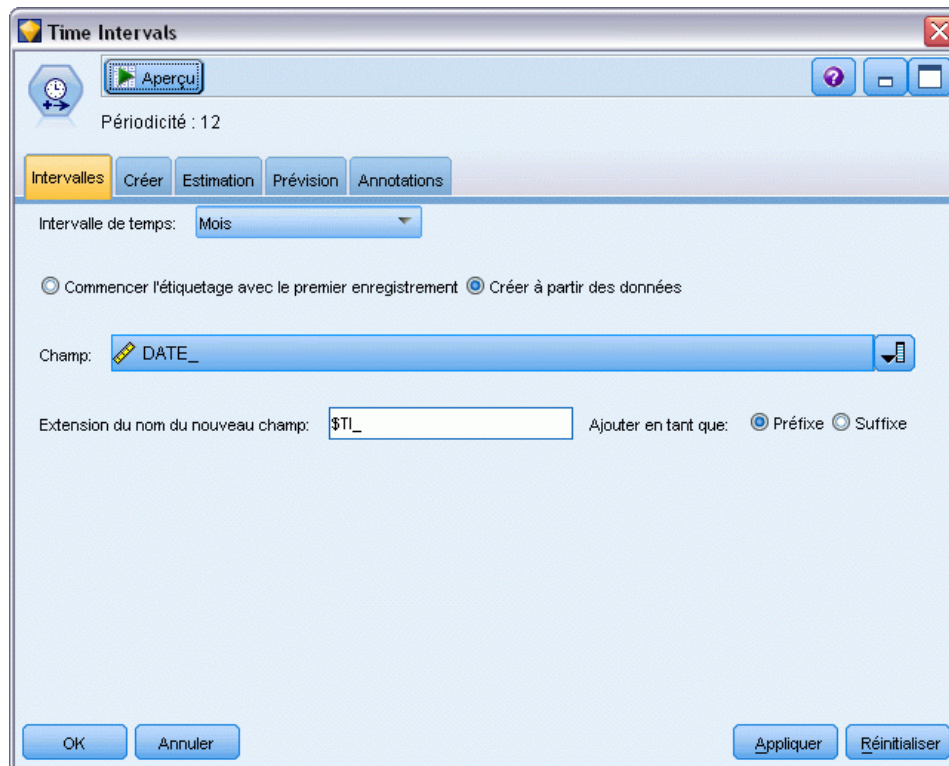 Time Intervals
Aperçu
Périodicité : 12
Intervalles Créer Estimation Prévision Annotations
Intervalle de temps: Mois
Commencer l'étiquetage avec le premier enregistrement Créer à partir des données
Champ: DATE_
Extension du nom du nouveau champ: $TI_ Ajouter en tant que: Préfixe Suffixe
OK Annuler Appliquer Réinitialiser